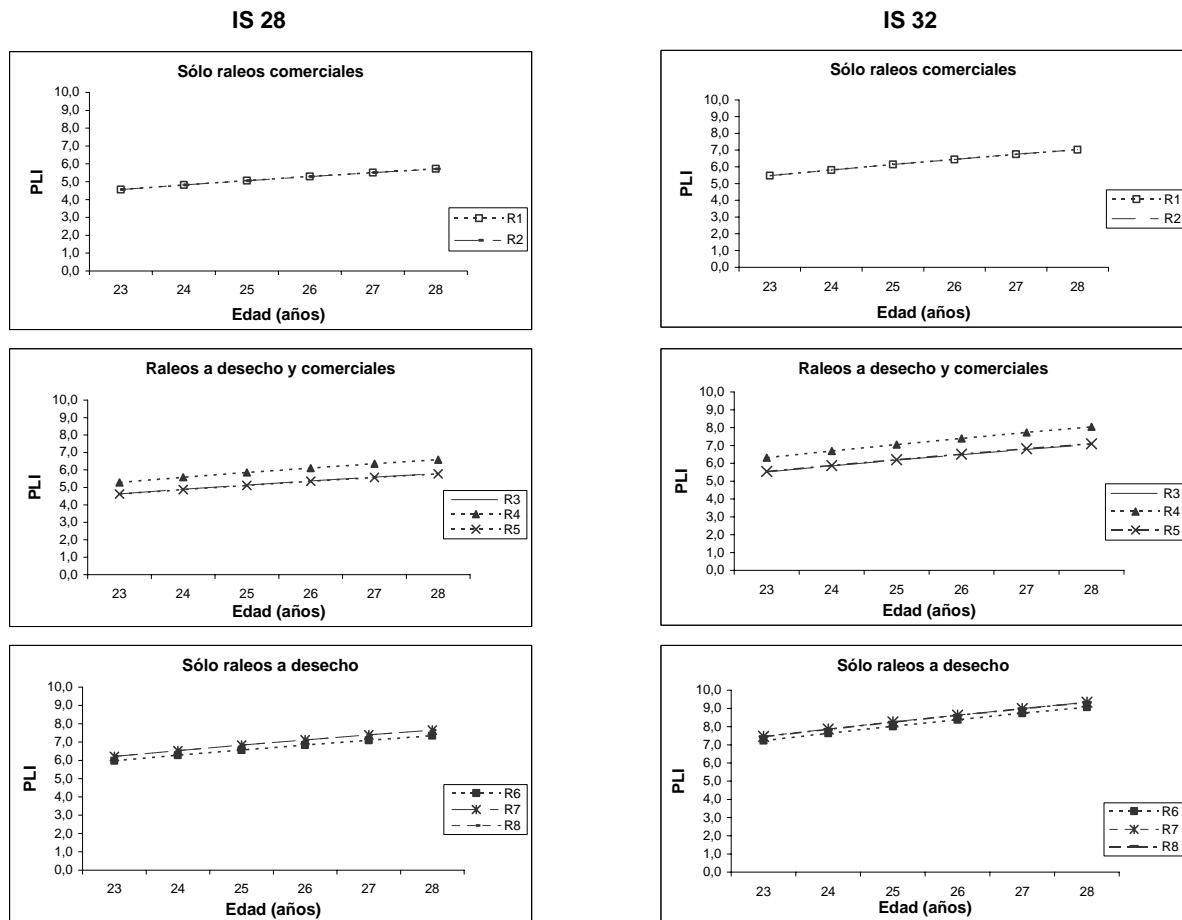 IS 28
Sólo raleos comerciales
PLI
10,0
9,0
8,0
7,0
6,0
5,0
4,0
3,0
2,0
1,0
0,0
23 24 25 26 27 28
Edad (años)
R1
R2
Raleos a desecho y comerciales
PLI
10,0
9,0
8,0
7,0
6,0
5,0
4,0
3,0
2,0
1,0
0,0
23 24 25 26 27 28
Edad (años)
R3
R4
R5
Sólo raleos a desecho
PLI
10,0
9,0
8,0
7,0
6,0
5,0
4,0
3,0
2,0
1,0
0,0
23 24 25 26 27 28
Edad (años)
R6
R7
R8
IS 32
Sólo raleos comerciales
PLI
10,0
9,0
8,0
7,0
6,0
5,0
4,0
3,0
2,0
1,0
0,0
23 24 25 26 27 28
Edad (años)
R1
R2
Raleos a desecho y comerciales
PLI
10,0
9,0
8,0
7,0
6,0
5,0
4,0
3,0
2,0
1,0
0,0
23 24 25 26 27 28
Edad (años)
R3
R4
R5
Sólo raleos a desecho
PLI
10,0
9,0
8,0
7,0
6,0
5,0
4,0
3,0
2,0
1,0
0,0
23 24 25 26 27 28
Edad (años)
R6
R7
R8